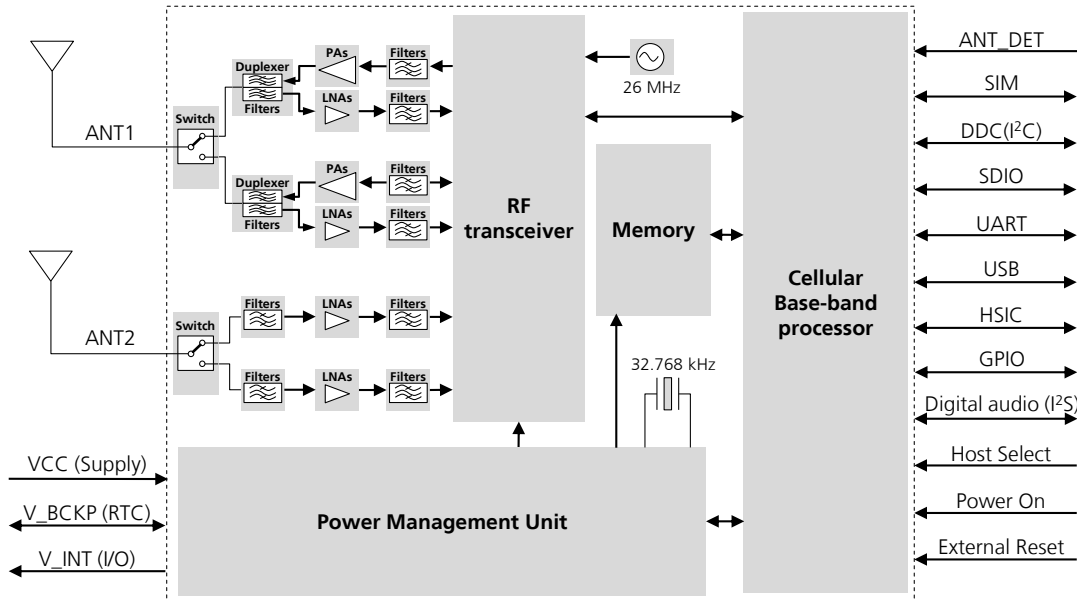 ANT1
ANT2
Switch
Duplexer
Filters
PAs
Filters
LNAs
Filters
Duplexer
Filters
PAs
Filters
LNAs
Filters
Switch
Filters
LNAs
Filters
Filters
LNAs
Filters
RF
transceiver
26 MHz
Memory
32.768 kHz
Cellular
Base-band
processor
Power Management Unit
VCC (Supply)
V_BCKP (RTC)
V_INT (I/O)
ANT_DET
SIM
DDC(I²C)
SDIO
UART
USB
HSIC
GPIO
Digital audio (I²S)
Host Select
Power On
External Reset